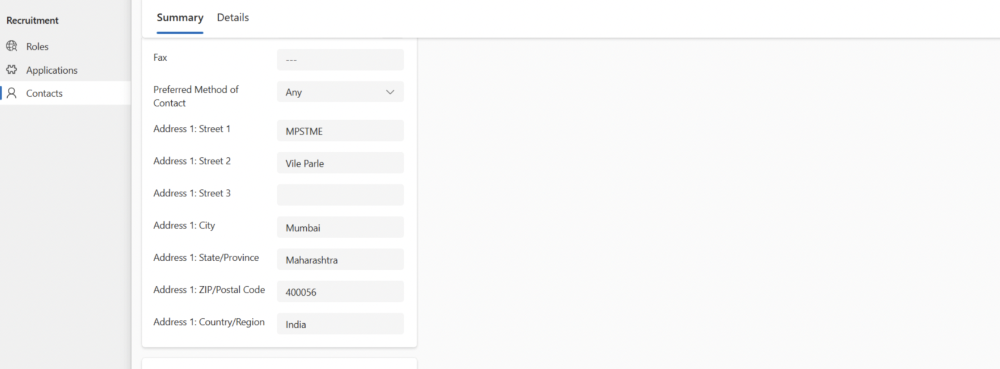 Recruitment
Roles
Applications
Contacts
Summary Details
Fax ---
Preferred Method of Any
Contact
Address 1: Street 1 MPSTME
Address 1: Street 2 Vile Parle
Address 1: Street 3
Address 1: City Mumbai
Address 1: State/Province Maharashtra
Address 1: ZIP/Postal Code 400056
Address 1: Country/Region India